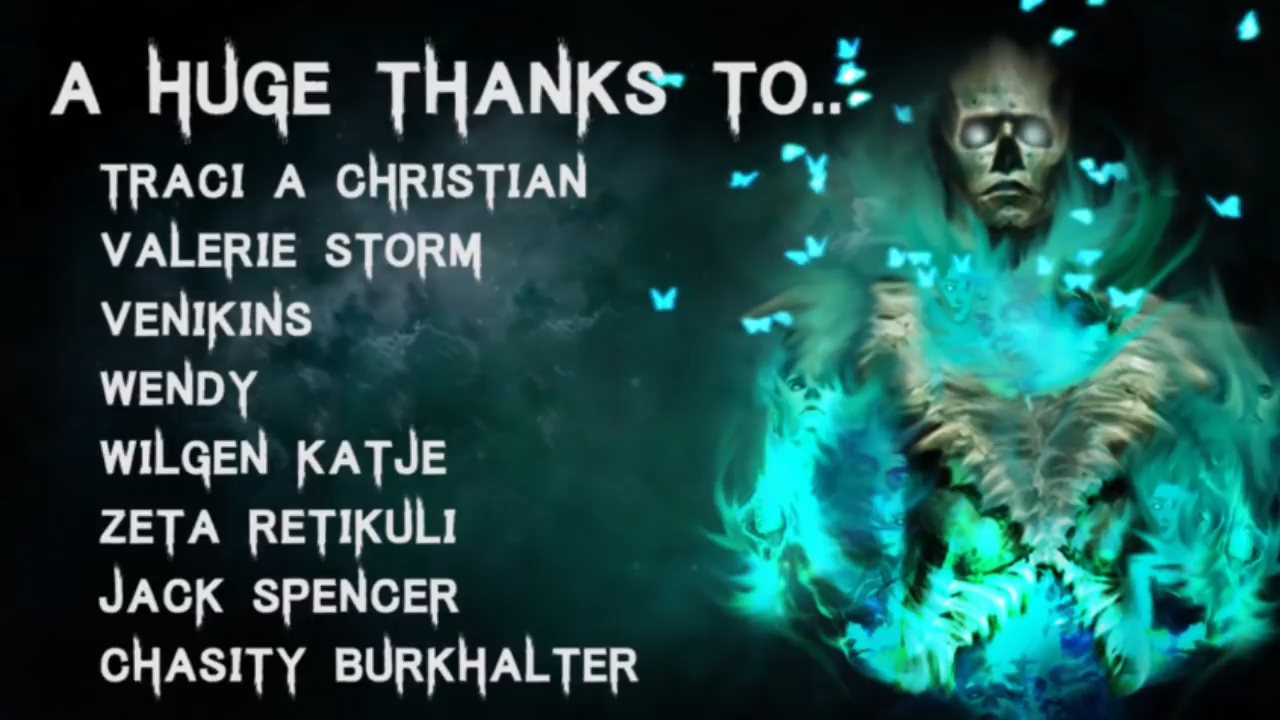 A HUGE THANKS TO..
TRACI A CHRISTIAN
VALERIE STORM
VENIKINS
WENDY
WILGEN KATJE
ZETA RETIKULI
JACK SPENCER
CHASITY BURKHALTER